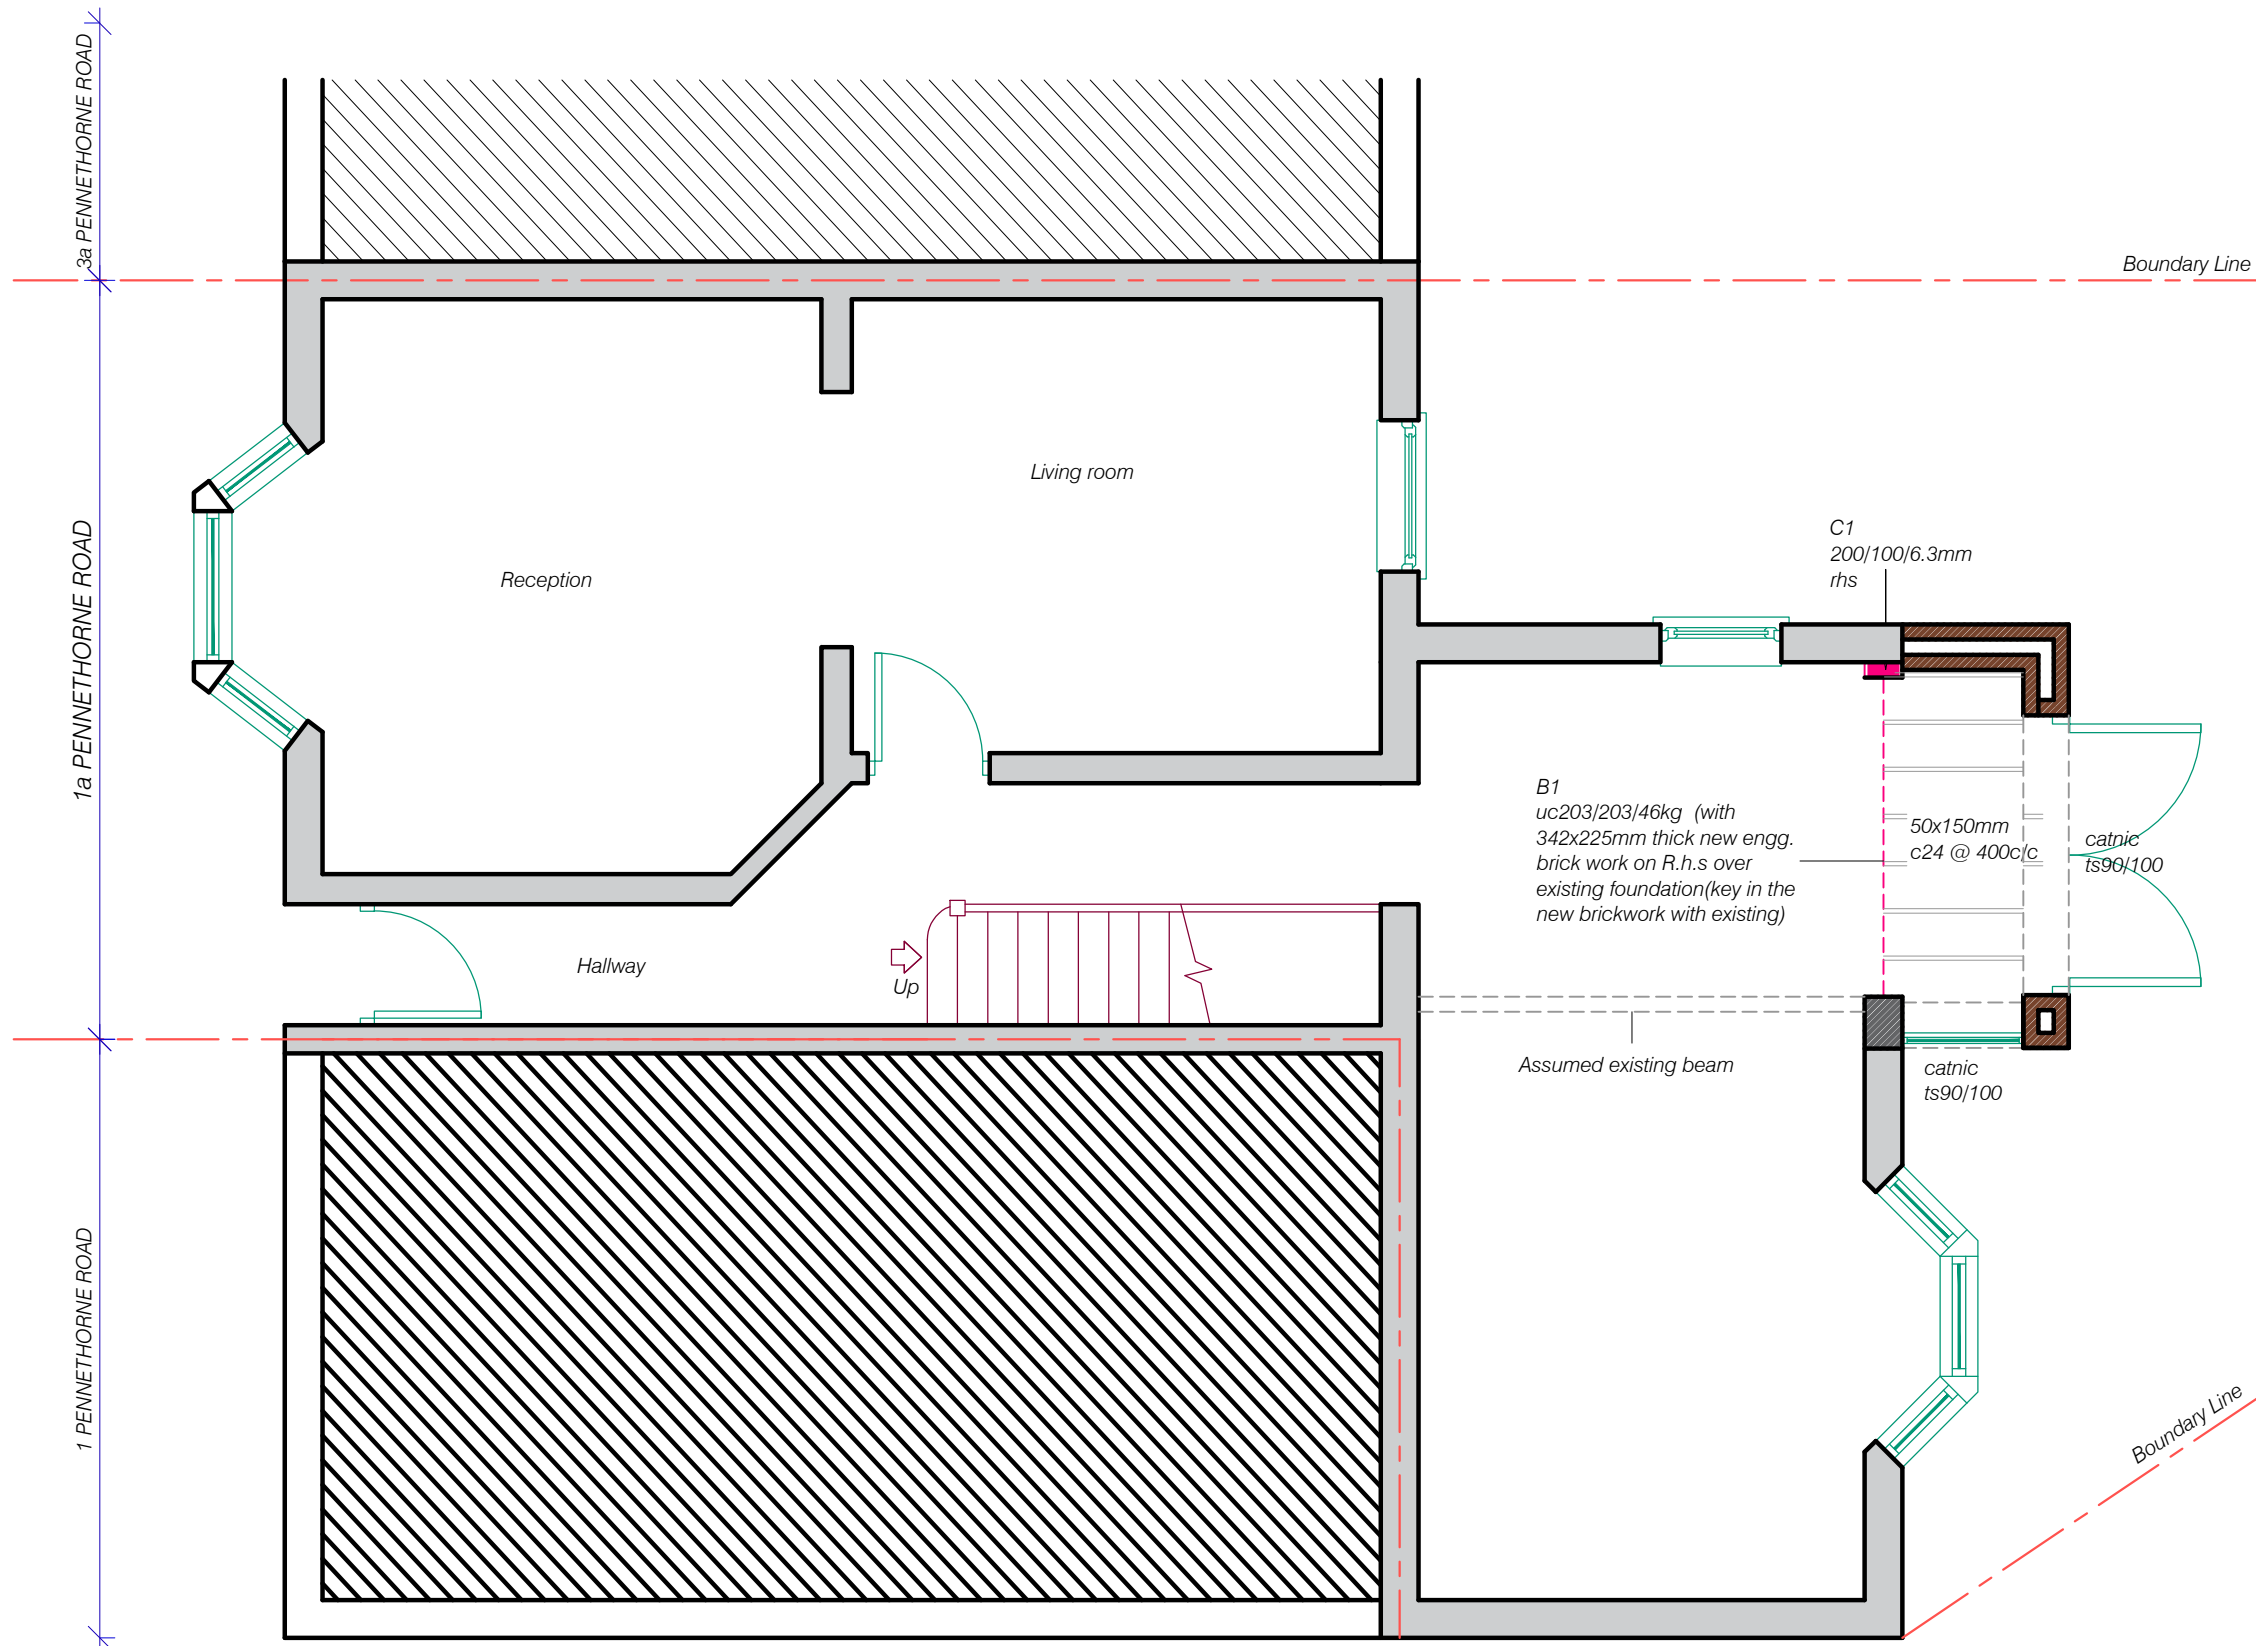 3a PENNETHORNE ROAD
Boundary Line
Living room
1a PENNETHORNE ROAD
Reception
C1
200/100/6.3mm
rhs
B1
uc203/203/46kg (with
342x225mm thick new engg.
brick work on R.h.s over
existing foundation(key in the
new brickwork with existing)
50x150mm
c24 @ 400c/c
catnic
ts90/100
Hallway
Up
Assumed existing beam
catnic
ts90/100
1 PENNETHORNE ROAD
Boundary Line